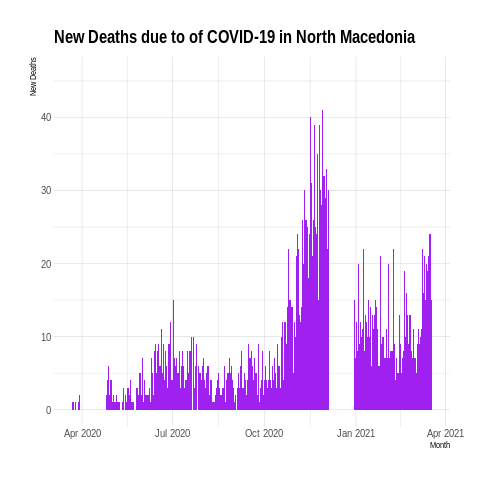 New Deaths due to of COVID-19 in North Macedonia
New Deaths
40
30
20
10
0
Apr 2020 Jul 2020 Oct 2020 Jan 2021 Apr 2021
Month